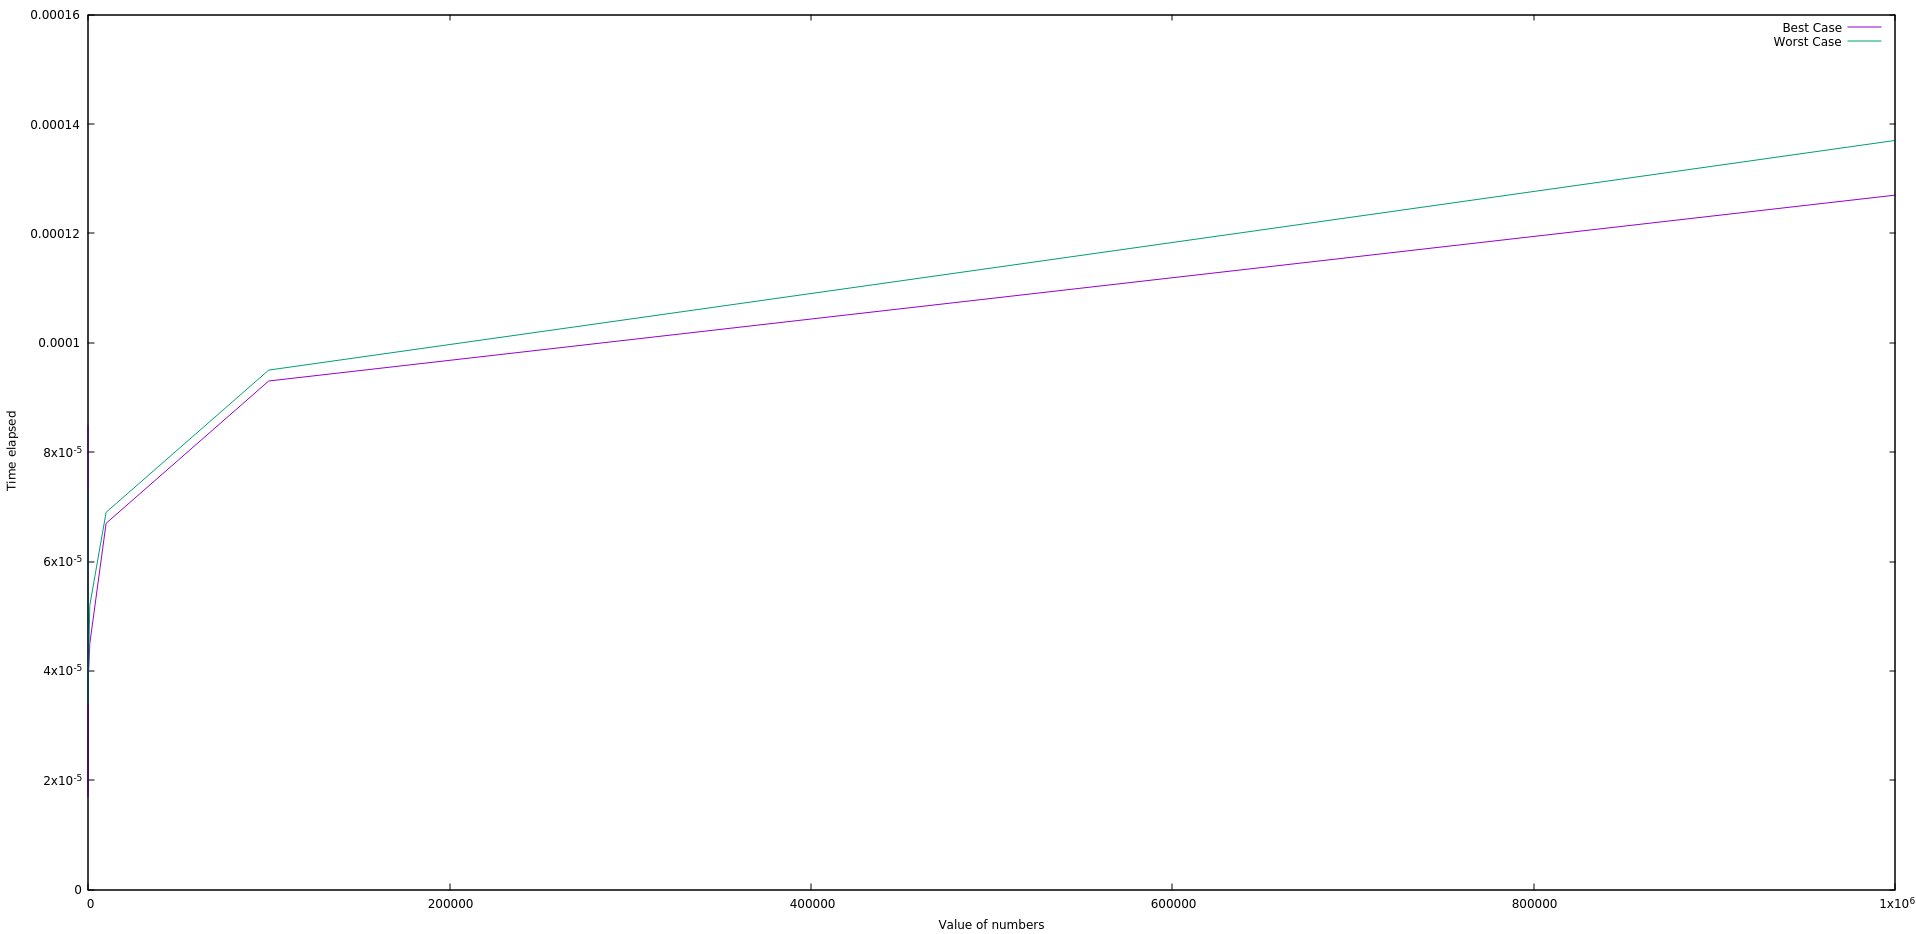 0.00016
Best Case
Worst Case
0.00014
0.00012
0.0001
8x10⁻⁵
6x10⁻⁵
4x10⁻⁵
2x10⁻⁵
0
Time elapsed
0 200000 400000 600000 800000 1x10⁶
Value of numbers